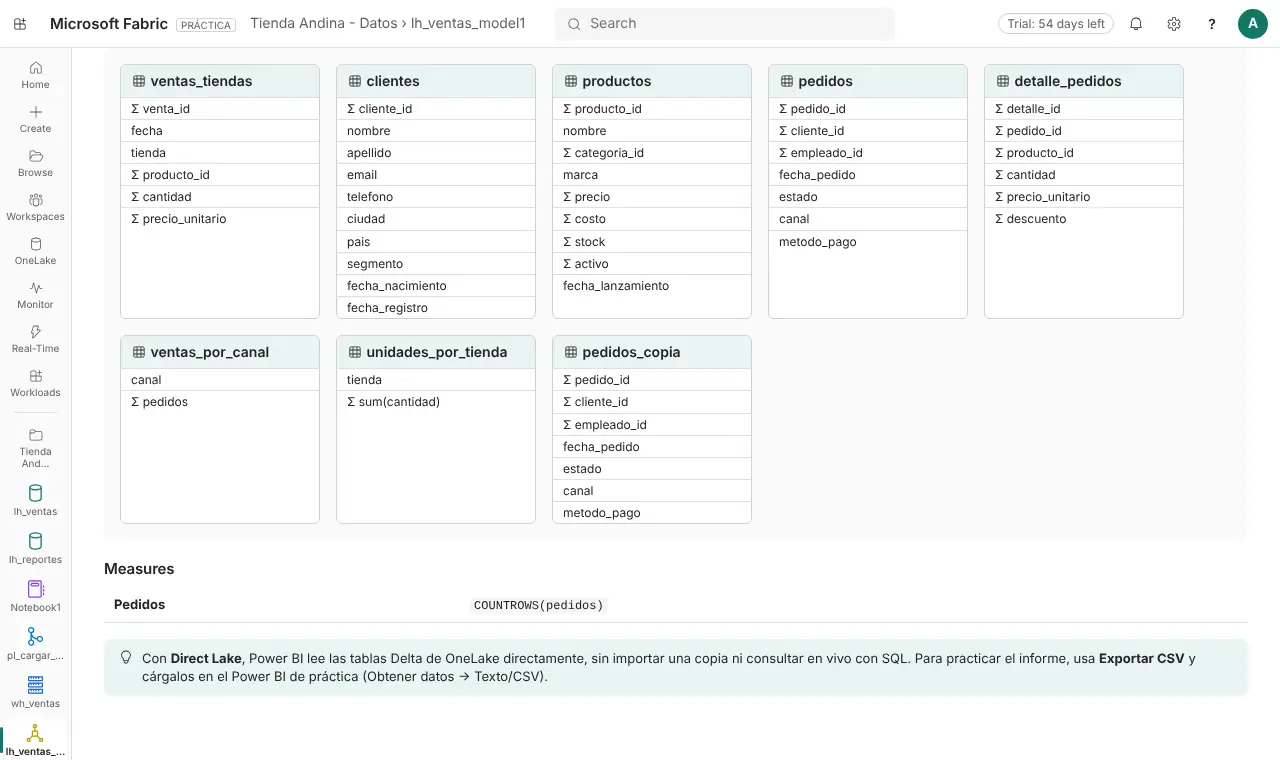 Microsoft Fabric PRÁCTICA Tienda Andina - Datos › lh_ventas_model1 Search Trial: 54 days left ? A
Home
Create
Browse
Workspaces
OneLake
Monitor
Real-Time
Workloads
Tienda
And...
lh_ventas
lh_reportes
Notebook1
pl_cargar_...
wh_ventas
lh_ventas_...
ventas_tiendas
Σ venta_id
fecha
tienda
Σ producto_id
Σ cantidad
Σ precio_unitario
clientes
Σ cliente_id
nombre
apellido
email
telefono
ciudad
pais
segmento
fecha_nacimiento
fecha_registro
productos
Σ producto_id
nombre
Σ categoria_id
marca
Σ precio
Σ costo
Σ stock
Σ activo
fecha_lanzamiento
pedidos
Σ pedido_id
Σ cliente_id
Σ empleado_id
fecha_pedido
estado
canal
metodo_pago
detalle_pedidos
Σ detalle_id
Σ pedido_id
Σ producto_id
Σ cantidad
Σ precio_unitario
Σ descuento
ventas_por_canal
canal
Σ pedidos
unidades_por_tienda
tienda
Σ sum(cantidad)
pedidos_copia
Σ pedido_id
Σ cliente_id
Σ empleado_id
fecha_pedido
estado
canal
metodo_pago
Measures
Pedidos COUNTROWS(pedidos)
Con Direct Lake, Power BI lee las tablas Delta de OneLake directamente, sin importar una copia ni consultar en vivo con SQL. Para practicar el informe, usa Exportar CSV y
cárgalos en el Power BI de práctica (Obtener datos → Texto/CSV).